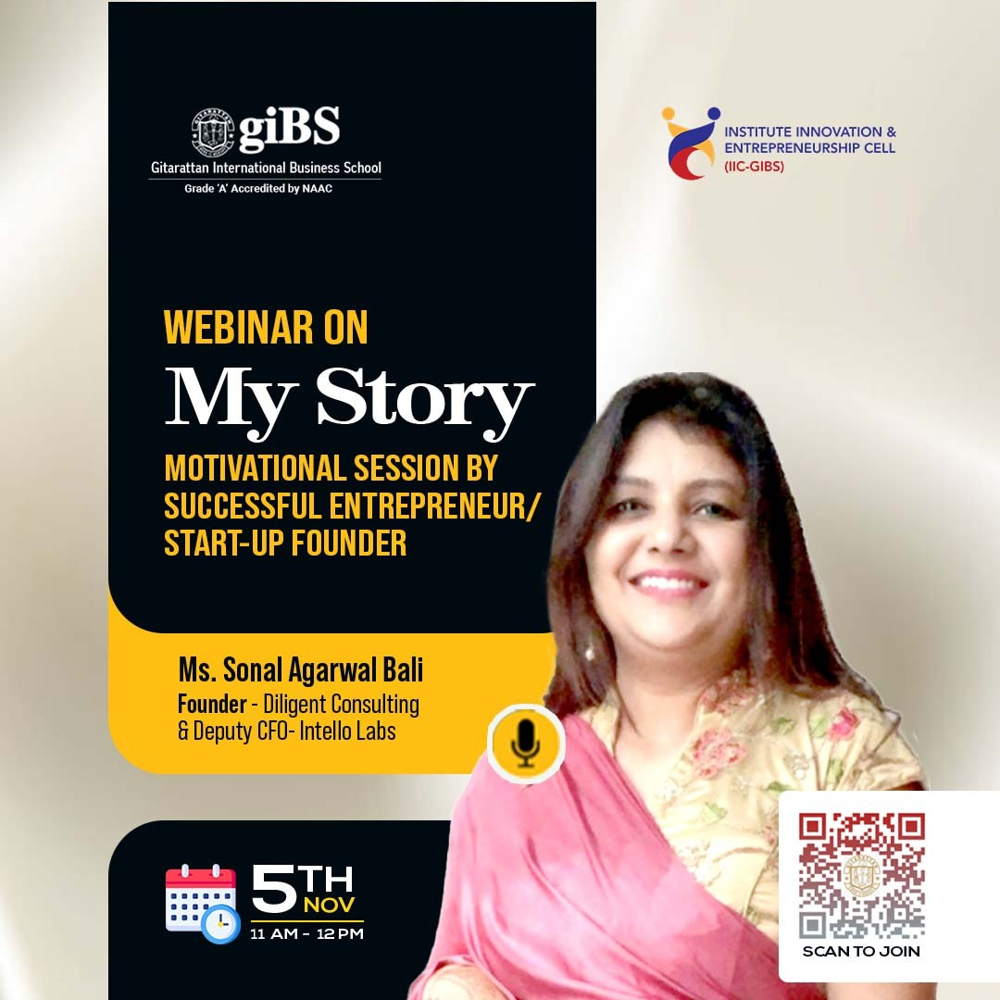 giBS
Gitarattan International Business School
Grade 'A' Accredited by NAAC
INSTITUTE INNOVATION &
ENTREPRENEURSHIP CELL
(IIC-GIBS)
WEBINAR ON
My Story
MOTIVATIONAL SESSION BY
SUCCESSFUL ENTREPRENEUR/
START-UP FOUNDER
Ms. Sonal Agarwal Bali
Founder - Diligent Consulting
& Deputy CFO- Intello Labs
5TH
NOV
11 AM - 12 PM
SCAN TO JOIN